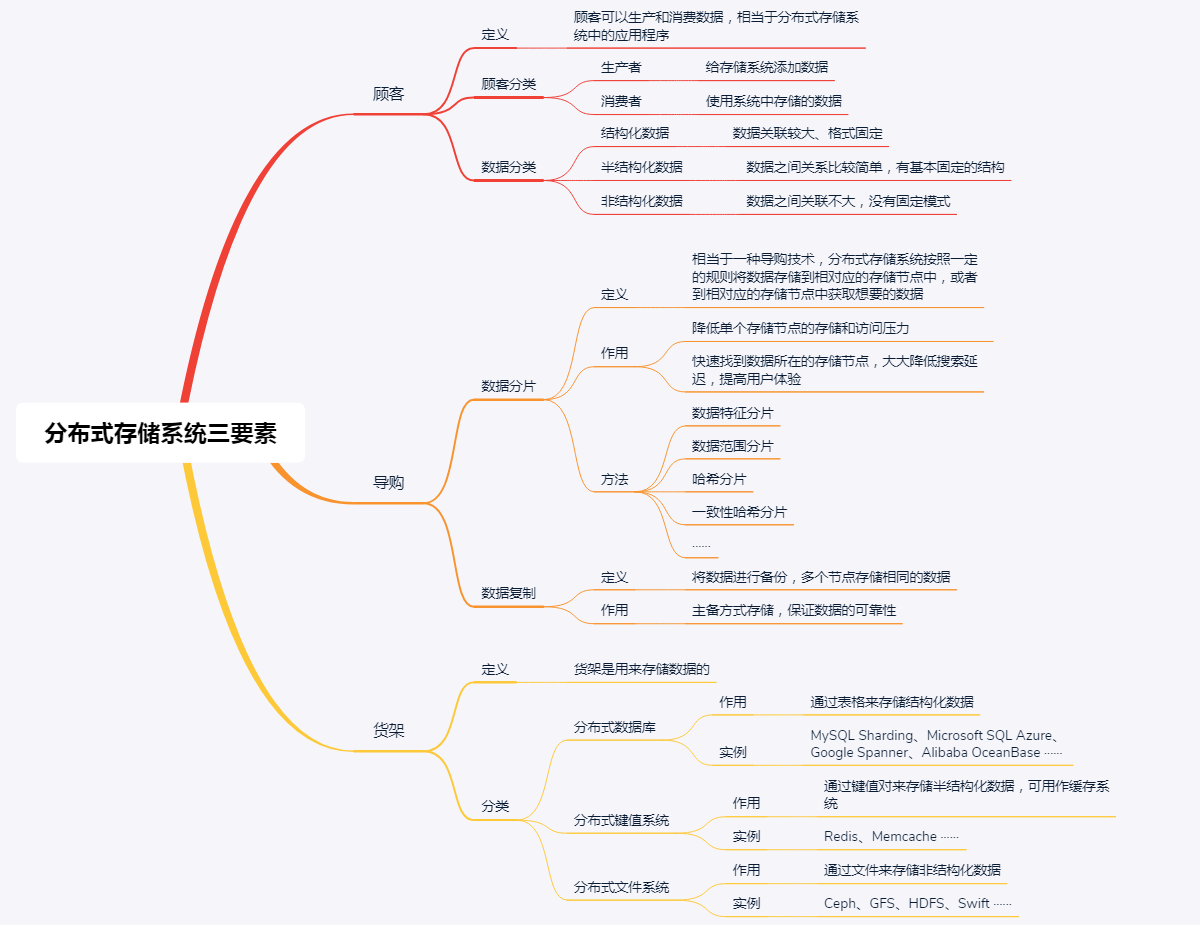 分布式存储系统三要素
顾客
定义
顾客可以生产和消费数据，相当于分布式存储系
统中的应用程序
顾客分类
生产者
给存储系统添加数据
消费者
使用系统中存储的数据
数据分类
结构化数据
数据关联较大、格式固定
半结构化数据
数据之间关系比较简单，有基本固定的结构
非结构化数据
数据之间关联不大，没有固定模式
导购
数据分片
定义
相当于一种导购技术，分布式存储系统按照一定
的规则将数据存储到相对应的存储节点中，或者
到相对应的存储节点中获取想要的数据
作用
降低单个存储节点的存储和访问压力
快速找到数据所在的存储节点，大大降低搜索延
迟，提高用户体验
方法
数据特征分片
数据范围分片
哈希分片
一致性哈希分片
······
数据复制
定义
将数据进行备份，多个节点存储相同的数据
作用
主备方式存储，保证数据的可靠性
货架
定义
货架是用来存储数据的
分类
分布式数据库
作用
通过表格来存储结构化数据
实例
MySQL Sharding、Microsoft SQL Azure、
Google Spanner、Alibaba OceanBase ······
分布式键值系统
作用
通过键值对来存储半结构化数据，可用作缓存系
统
实例
Redis、Memcache ······
分布式文件系统
作用
通过文件来存储非结构化数据
实例
Ceph、GFS、HDFS、Swift ······